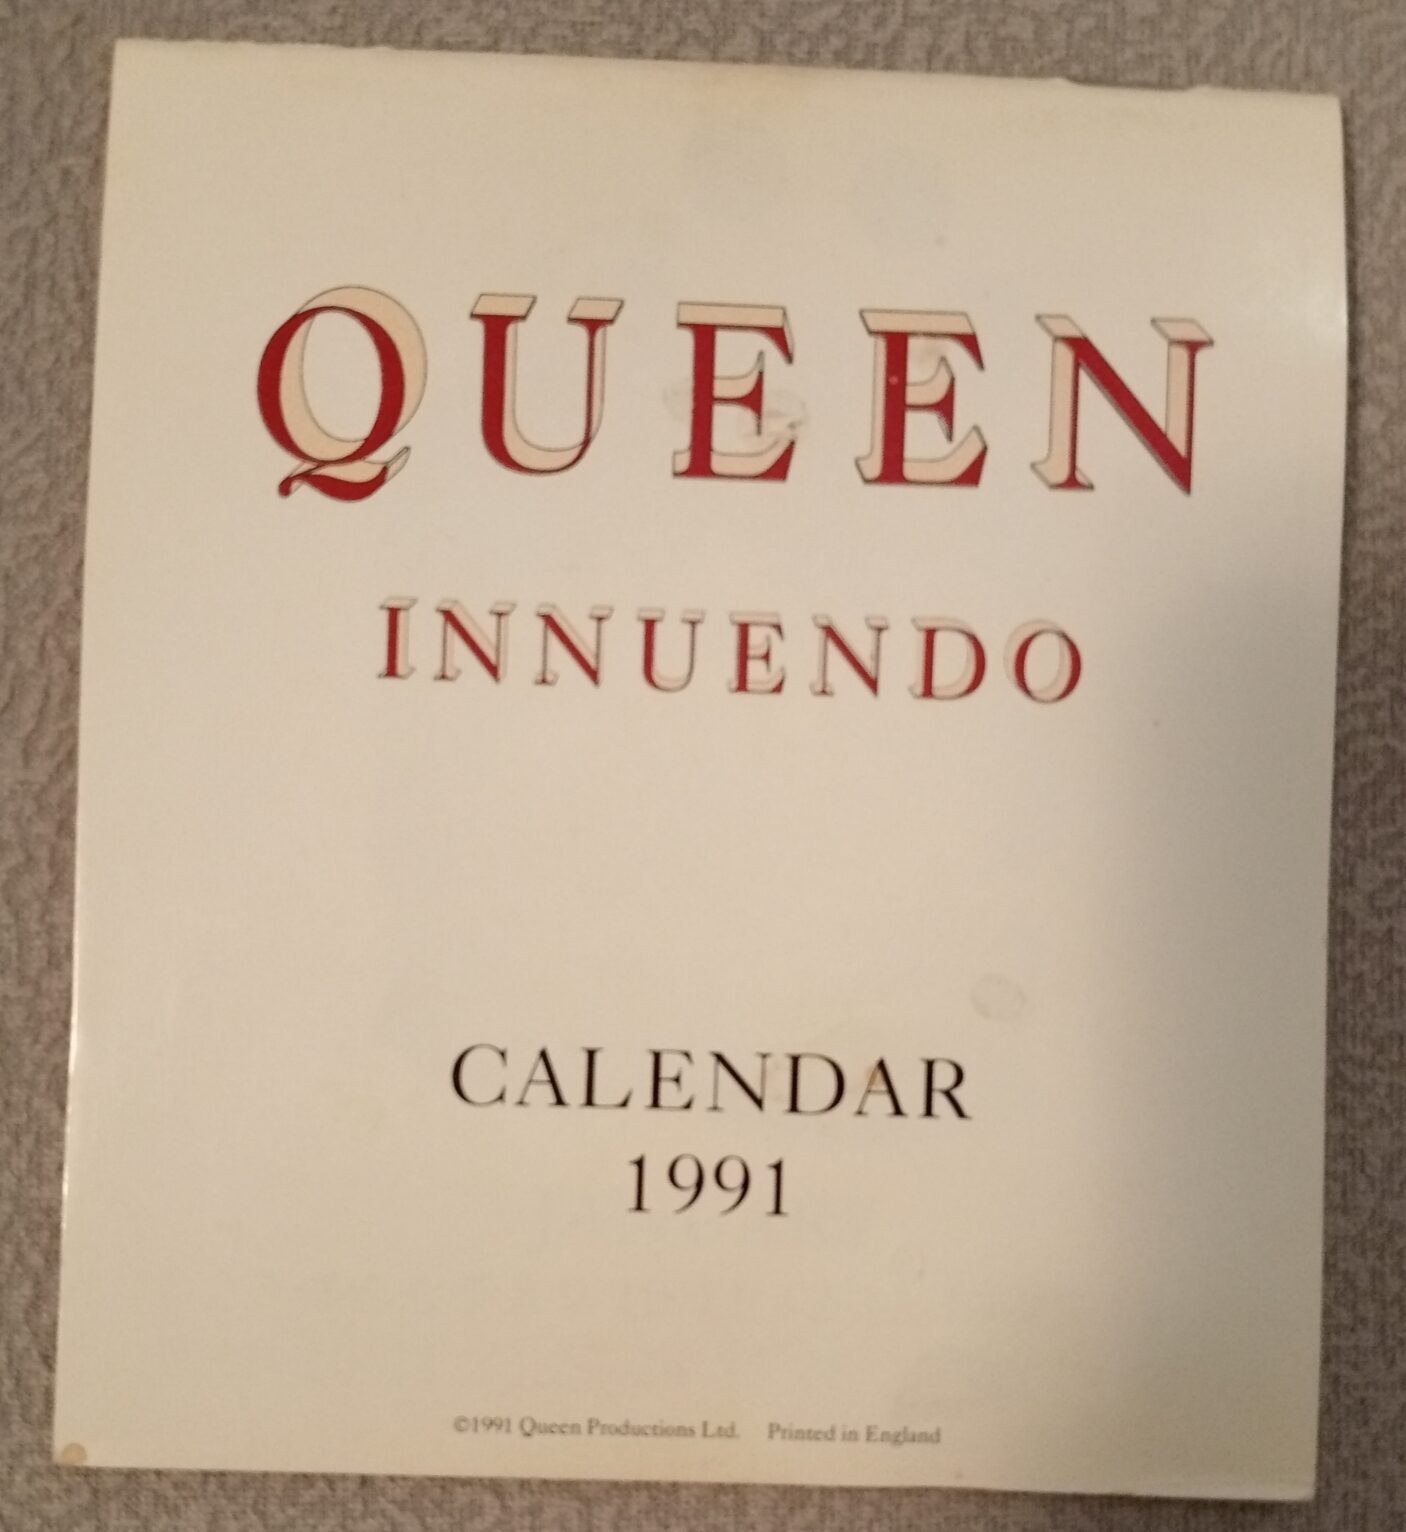 QUEEN
INNUENDO
CALENDAR
1991
©1991 Queen Productions Ltd. Printed in England